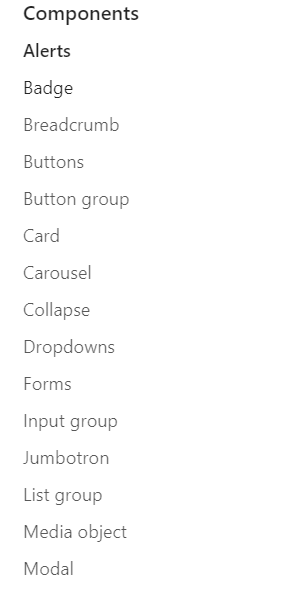 Components
Alerts
Badge
Breadcrumb
Buttons
Button group
Card
Carousel
Collapse
Dropdowns
Forms
Input group
Jumbotron
List group
Media object
Modal